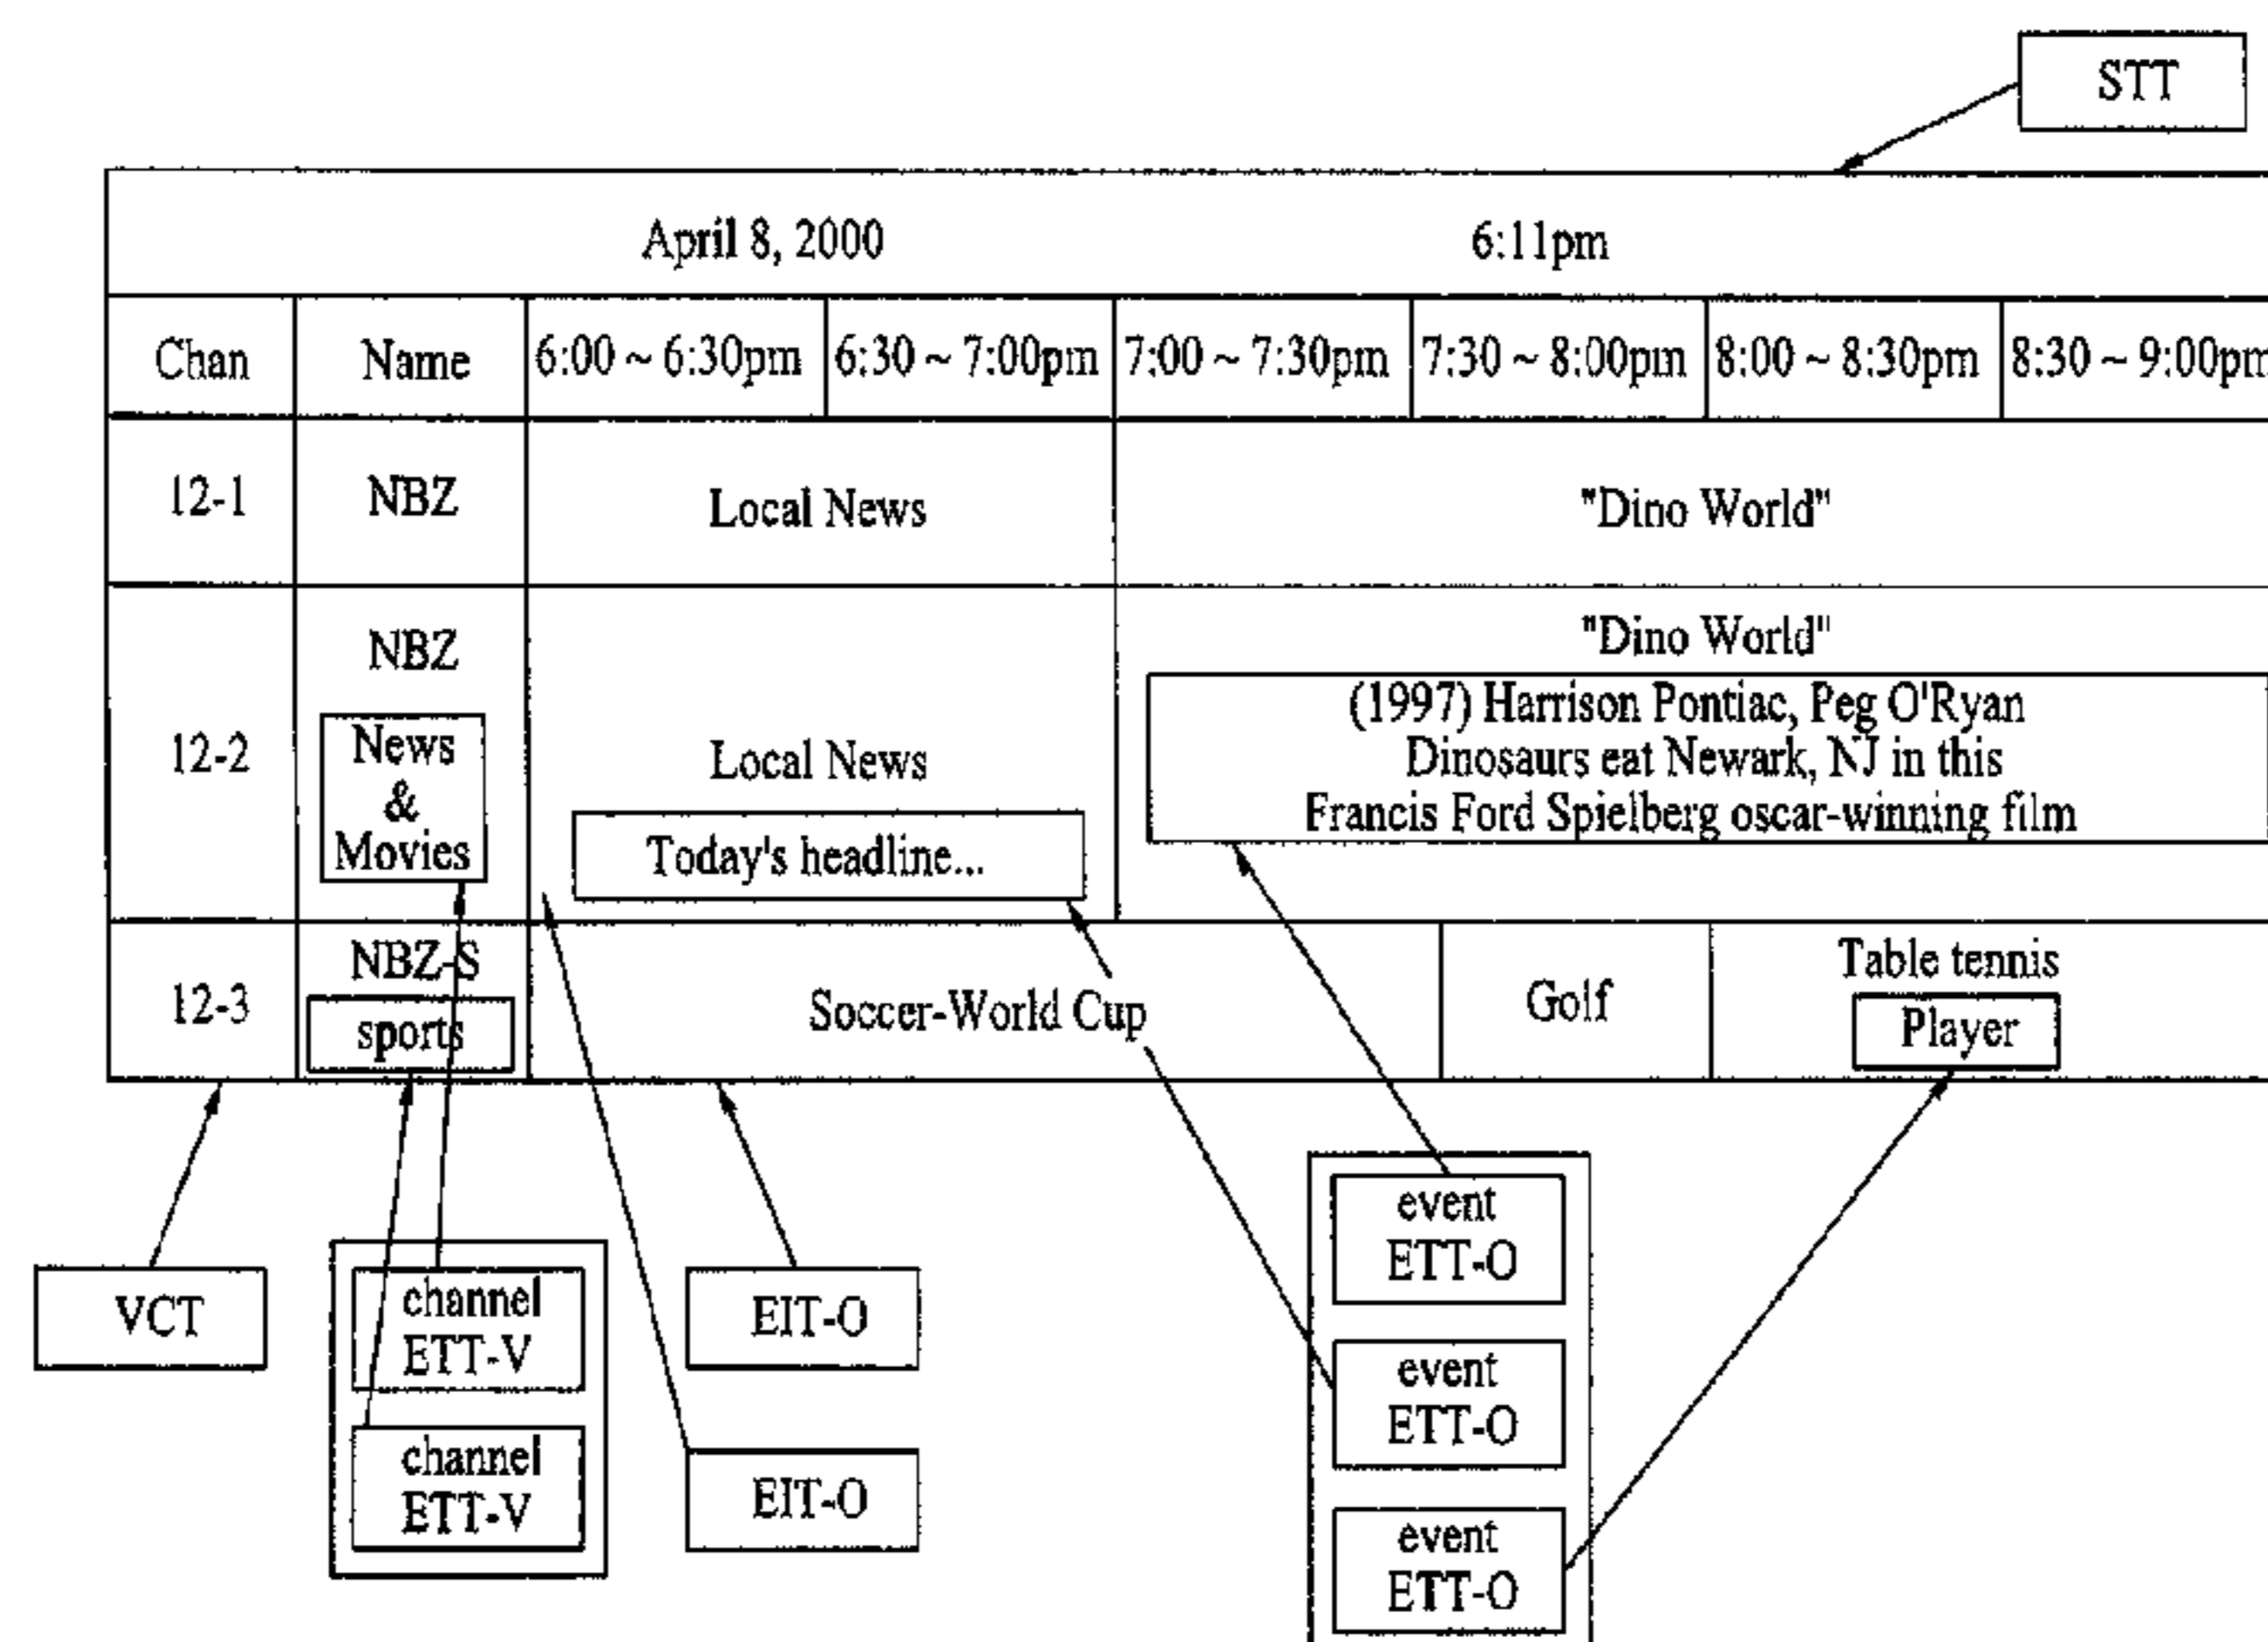 STT
April 8, 2000 6:11pm
Chan Name 6:00 ~ 6:30pm 6:30 ~ 7:00pm 7:00 ~ 7:30pm 7:30 ~ 8:00pm 8:00 ~ 8:30pm 8:30 ~ 9:00pm
12-1 NBZ Local News "Dino World"
12-2
NBZ
News
&
Movies
Local News
Today's headline...
"Dino World"
(1997) Harrison Pontiac, Peg O'Ryan
Dinosaurs eat Newark, NJ in this
Francis Ford Spielberg oscar-winning film
12-3
NBZ-S
sports
Soccer-World Cup
Golf
Table tennis
Player
VCT
channel
ETT-V
channel
ETT-V
EIT-O
EIT-O
event
ETT-O
event
ETT-O
event
ETT-O